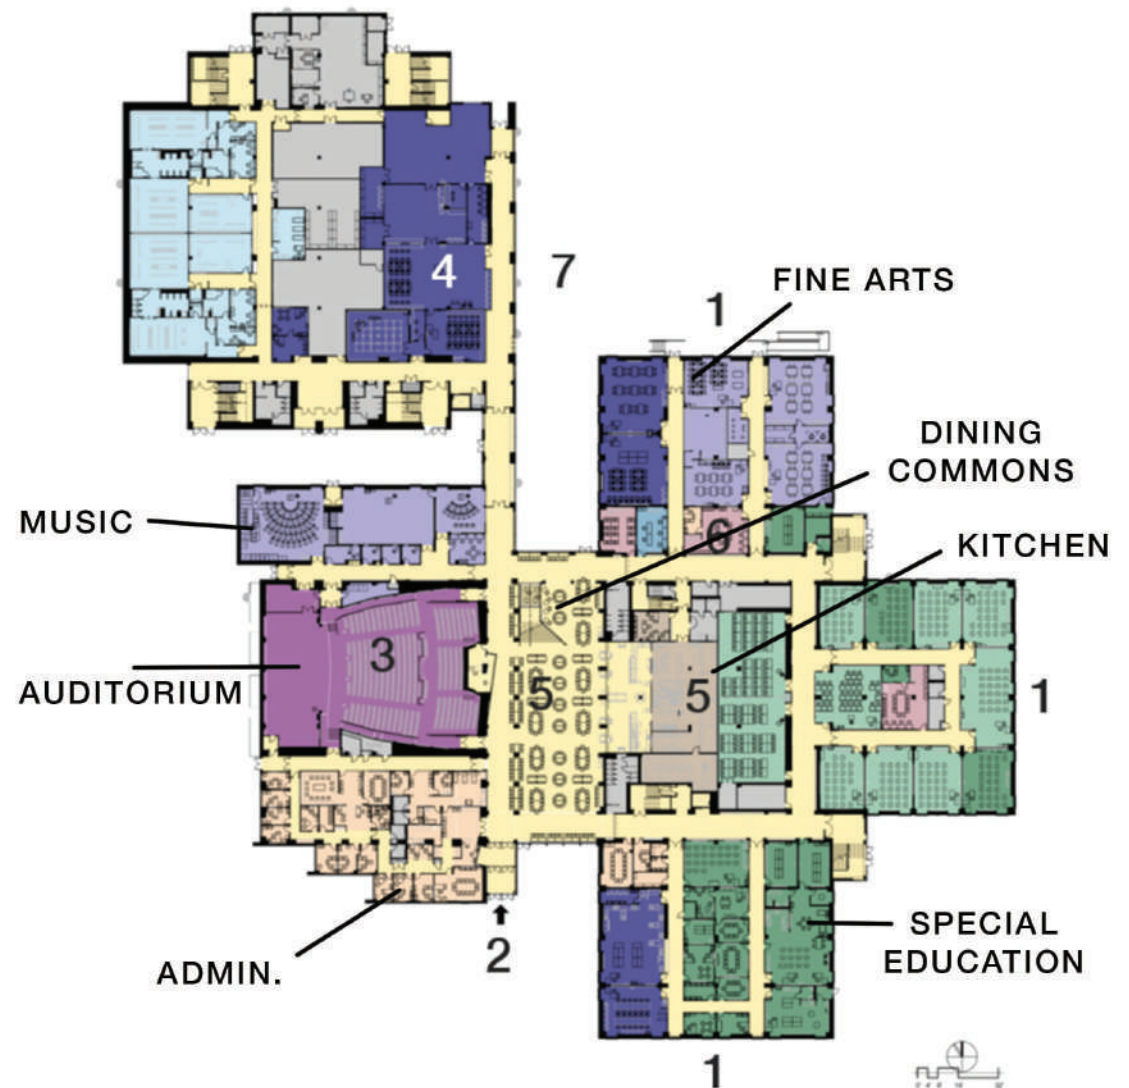 4
7
FINE ARTS
1
DINING
COMMONS
MUSIC
6
KITCHEN
3
AUDITORIUM
5
5
1
SPECIAL
EDUCATION
2
ADMIN.
1